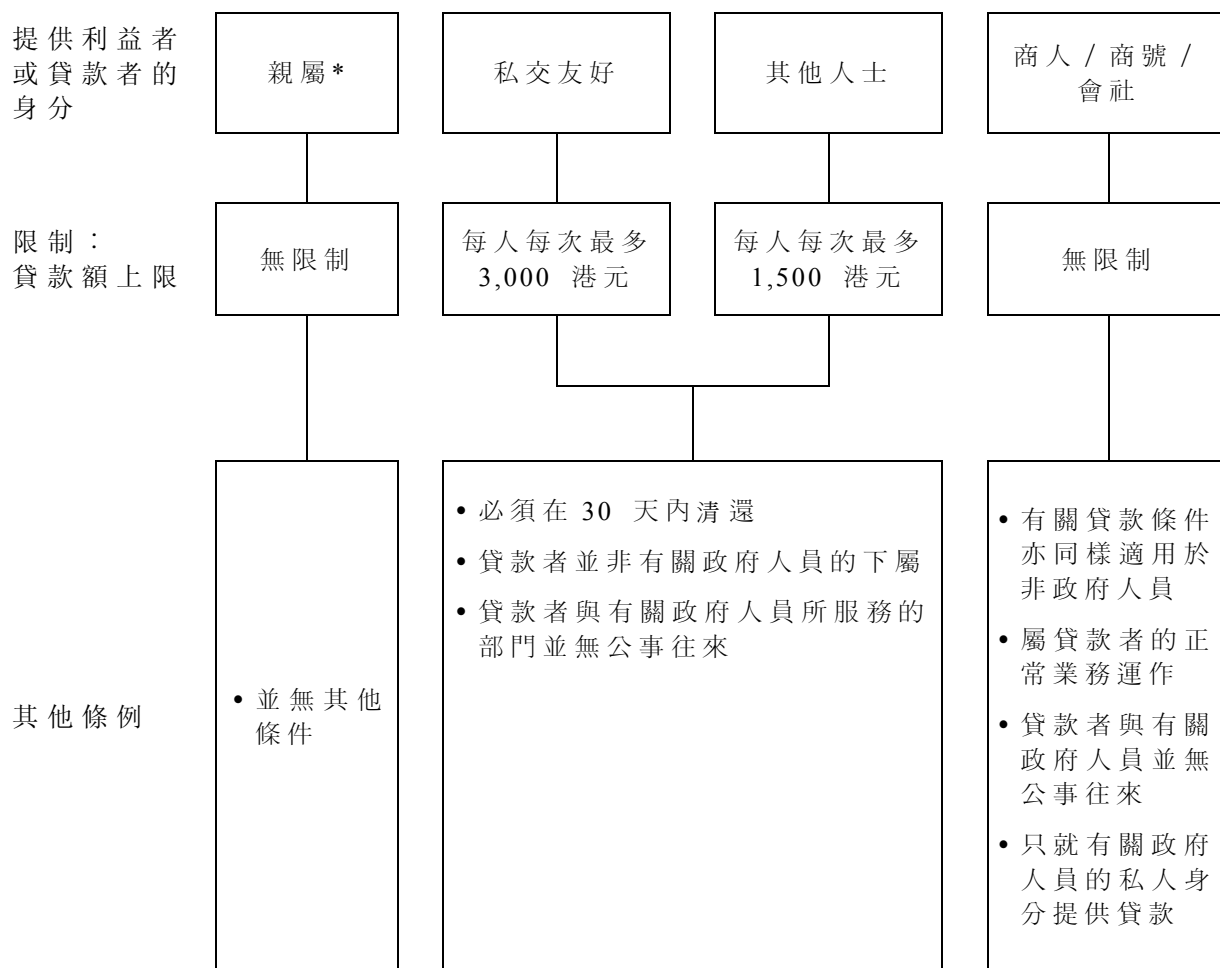 提供利益者
或貸款者的
身分
親屬*
私交友好
其他人士
商人/商號/
會社
限制：
貸款額上限
無限制
每人每次最多
3,000 港元
每人每次最多
1,500 港元
無限制
其他條例
• 並無其他
條件
• 必須在 30 天內清還
• 貸款者並非有關政府人員的下屬
• 貸款者與有關政府人員所服務的
部門並無公事往來
• 有關貸款條件
亦同樣適用於
非政府人員
• 屬貸款者的正
常業務運作
• 貸款者與有關
政府人員並無
公事往來
• 只就有關政府
人員的私人身
分提供貸款